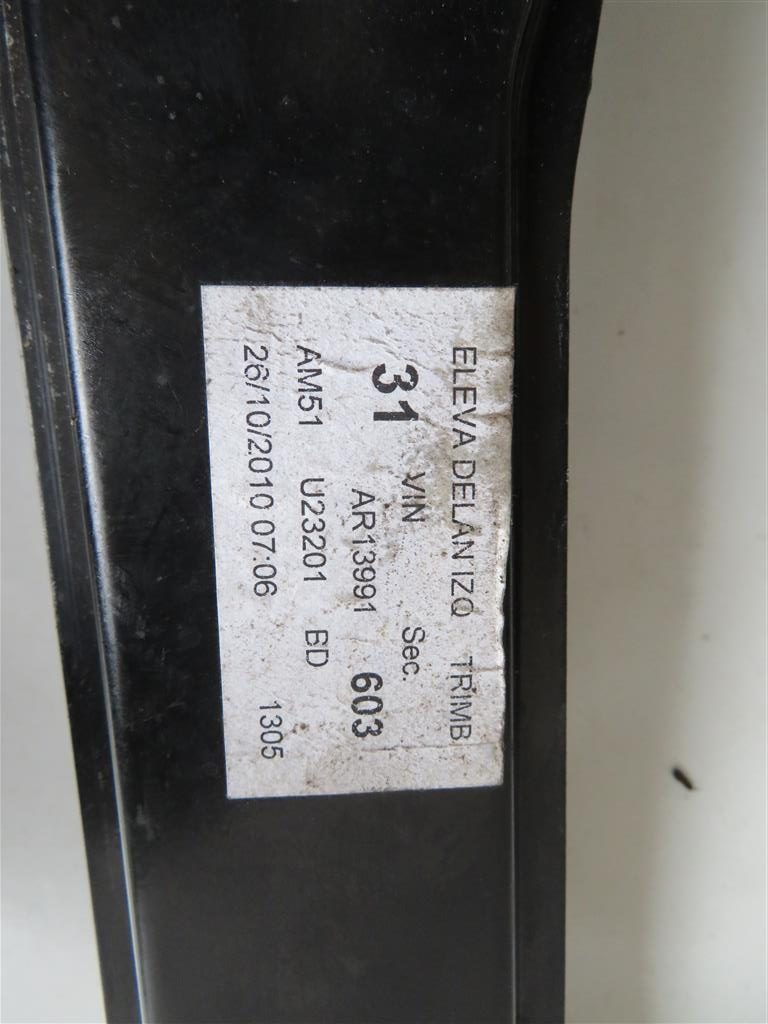 ELEVA DELAN IZQ TRIMB
31 VIN Sec.
AR13991 603
AM51 U23201 BD
26/10/2010 07:06 1305